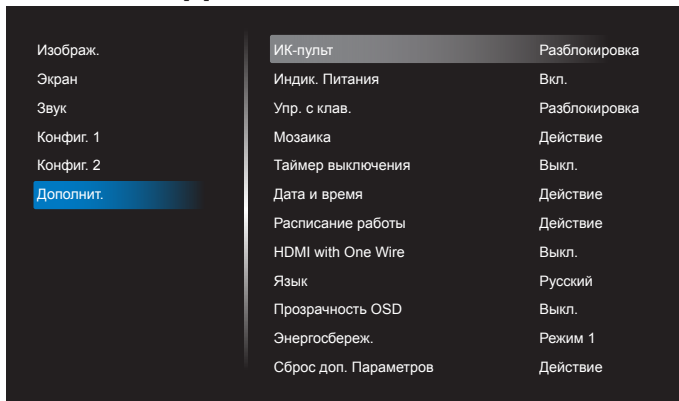 Изображ.
Экран
Звук
Конфиг. 1
Конфиг. 2
Дополнит.
ИК-пульт Разблокировка
Индик. Питания Вкл.
Упр. с клав. Разблокировка
Мозаика Действие
Таймер выключения Выкл.
Дата и время Действие
Расписание работы Действие
HDMI with One Wire Выкл.
Язык Русский
Прозрачность OSD Выкл.
Энергосбереж. Режим 1
Сброс доп. Параметров Действие